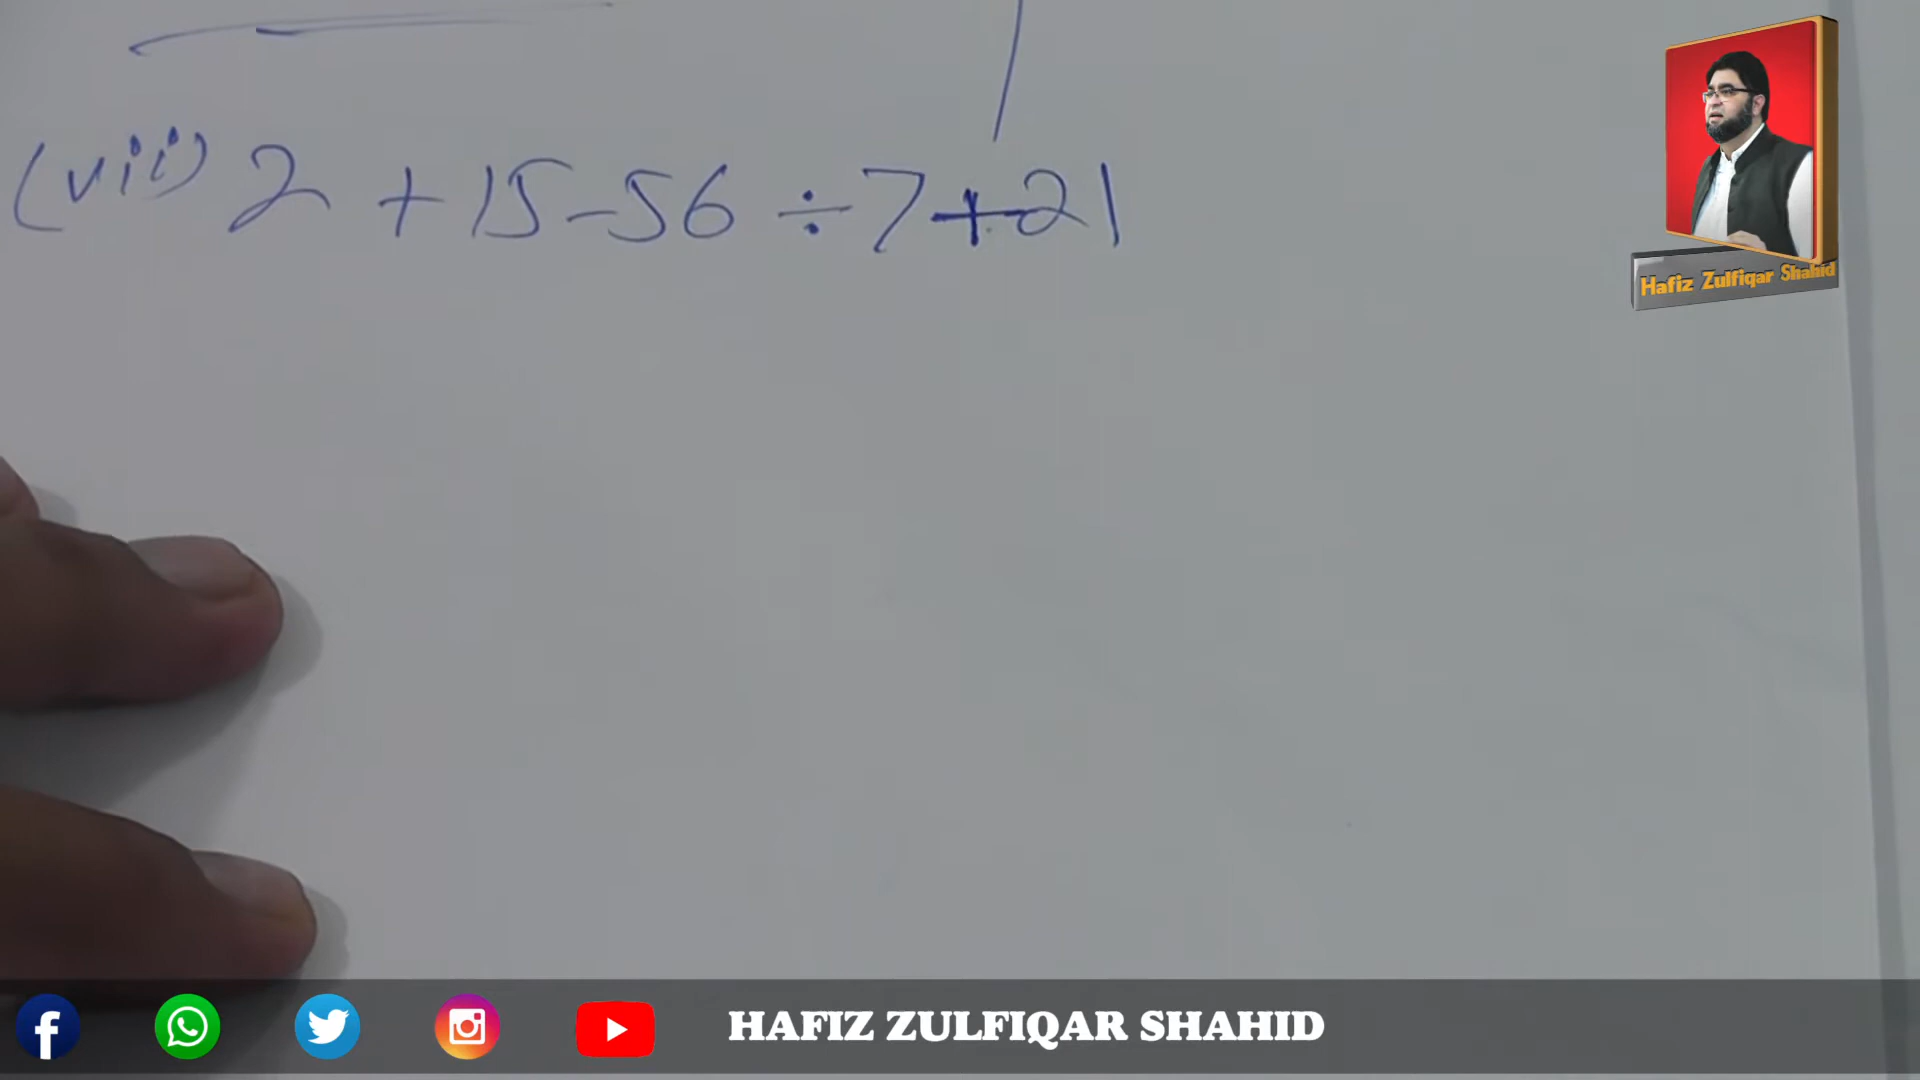 (vii) 2 + 15 - 56 ÷ 7 + 21
Hafiz Zulfiqar Shahid
HAFIZ ZULFIQAR SHAHID